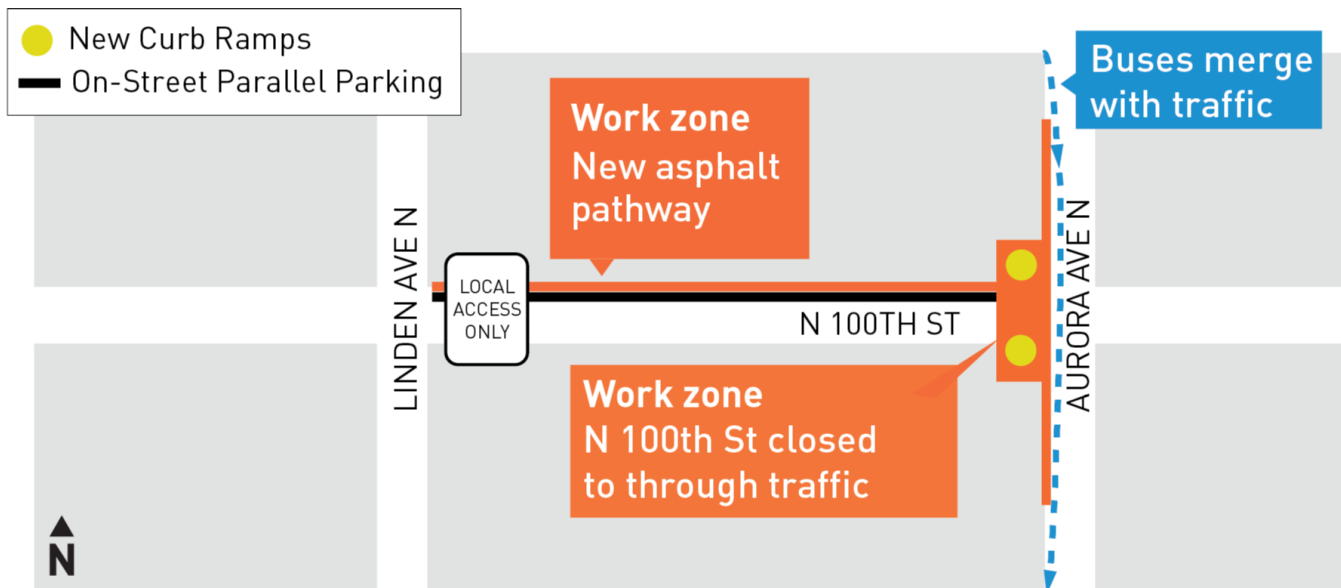 New Curb Ramps
On-Street Parallel Parking
Buses merge
with traffic
Work zone
New asphalt
pathway
LINDEN AVE N
LOCAL
ACCESS
ONLY
N 100TH ST
AURORA AVE N
Work zone
N 100th St closed
to through traffic
N